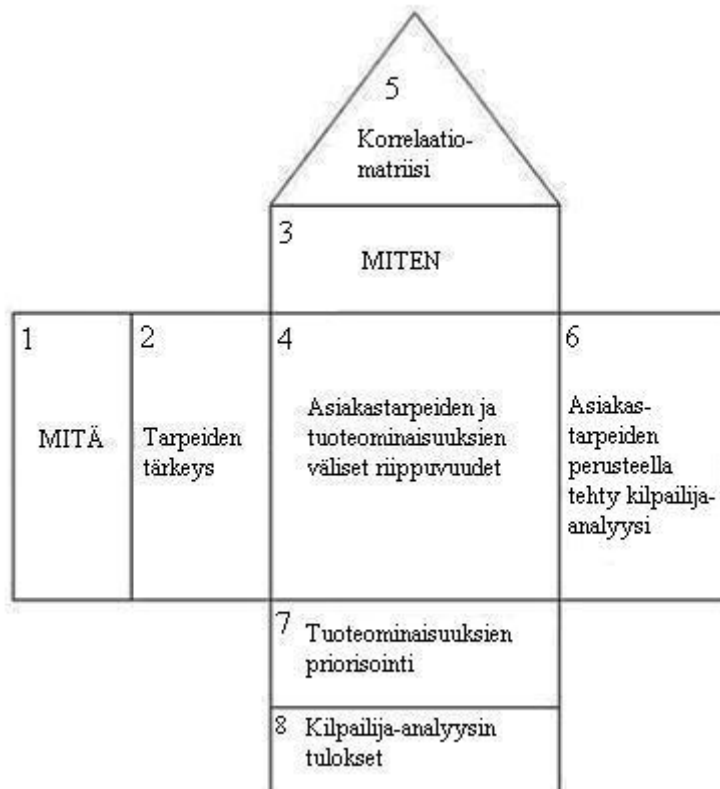 5
Korrelaatio-
matriisi
3
MITEN
1
MITÄ
2
Tarpeiden
tärkeys
4
Asiakastarpeiden ja
tuoteominaisuuksien
väliset riippuvuudet
6
Asiakas-
tarpeiden
perusteella
tehty kilpailija-
analyysi
7
Tuoteominaisuuksien
priorisointi
8
Kilpailija-analyysin
tulokset